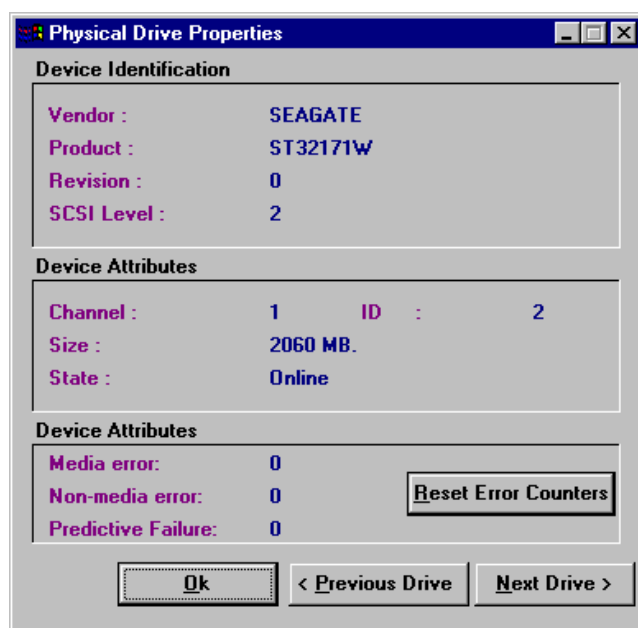 Physical Drive Properties
Device Identification
Vendor : SEAGATE
Product : ST32171W
Revision : 0
SCSI Level : 2
Device Attributes
Channel : 1 ID : 2
Size : 2060 MB.
State : Online
Device Attributes
Media error: 0
Non-media error: 0
Predictive Failure: 0
Reset Error Counters
Ok < Previous Drive Next Drive >